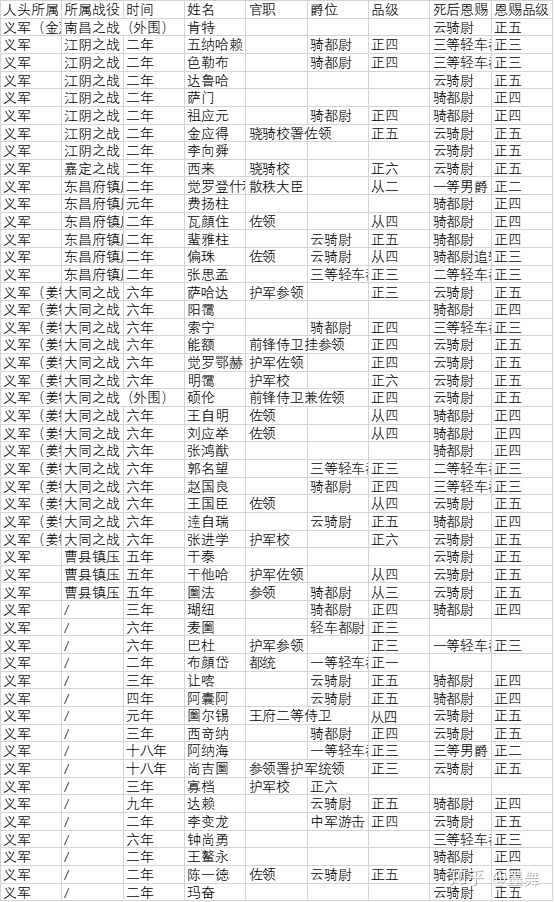 人头所属 所属战役 时间 姓名 官职 爵位 品级 死后恩赐 恩赐品级
义军（金 南昌之战（外围） 肯特 云骑尉 正五
义军 江阴之战 二年 五纳哈赖 骑都尉 正四 三等轻车 正三
义军 江阴之战 二年 色勒布 骑都尉 正四 三等轻车 正三
义军 江阴之战 二年 达鲁哈 云骑尉 正五
义军 江阴之战 二年 萨门 骑都尉 正四
义军 江阴之战 二年 祖应元 骑都尉 正四 骑都尉 正四
义军 江阴之战 二年 金应得 骁骑校署佐领 正五 云骑尉 正五
义军 江阴之战 二年 李向舜 云骑尉 正五
义军 嘉定之战 二年 西来 骁骑校 正六 云骑尉 正五
义军 东昌府镇 二年 觉罗登什 散秩大臣 从二 一等男爵 正二
义军 东昌府镇 元年 费扬柱 骑都尉 正四
义军 东昌府镇 二年 瓦顔住 佐领 从四 骑都尉 正四
义军 东昌府镇 二年 蜚雅柱 云骑尉 正五 骑都尉 正四
义军 东昌府镇 二年 偏珠 佐领 云骑尉 从四 骑都尉追 正三
义军 东昌府镇 二年 张思孟 三等轻车 正三 二等轻车 正三
义军（姜 大同之战 六年 萨哈达 护军参领 正三 云骑尉 正五
义军（姜 大同之战 六年 阳霭 骑都尉 正四
义军（姜 大同之战 六年 索宁 骑都尉 正四 三等轻车 正三
义军（姜 大同之战 六年 能额 前锋侍卫挂参领 正四 云骑尉 正五
义军（姜 大同之战 六年 觉罗鄂赫 护军佐领 正四 云骑尉 正五
义军（姜 大同之战 六年 明霭 护军校 正六 云骑尉 正五
义军（姜 大同之战（外围） 硕伦 前锋侍卫兼佐领 正四 云骑尉 正五
义军（姜 大同之战 六年 王自明 佐领 从四 骑都尉 正四
义军（姜 大同之战 六年 刘应举 佐领 从四 骑都尉 正四
义军（姜 大同之战 六年 张鸿猷 骑都尉 正四
义军（姜 大同之战 六年 郭名望 三等轻车 正三 二等轻车 正三
义军（姜 大同之战 六年 赵国良 骑都尉 正四 三等轻车 正三
义军（姜 大同之战 六年 王国臣 佐领 从四 云骑尉 正五
义军（姜 大同之战 六年 逹自瑞 云骑尉 正五 骑都尉 正四
义军（姜 大同之战 六年 张进学 护军校 正六 云骑尉 正五
义军 曹县镇压 五年 干泰 云骑尉 正五
义军 曹县镇压 五年 干他哈 护军佐领 从四 云骑尉 正五
义军 曹县镇压 五年 圗法 参领 骑都尉 从三 云骑尉 正五
义军 / 三年 瑚纽 骑都尉 正四 骑都尉 正四
义军 / 六年 麦圗 轻车都尉 正三
义军 / 六年 巴杜 护军参领 正三 一等轻车 正三
义军 / 二年 布顔岱 都统 一等轻车 正一
义军 / 三年 让喀 云骑尉 正五 骑都尉 正四
义军 / 四年 阿囊阿 云骑尉 正五 骑都尉 正四
义军 / 元年 圗尔锡 王府二等侍卫 从四 云骑尉 正五
义军 / 三年 西竒纳 骑都尉 正四 云骑尉 正五
义军 / 十八年 阿纳海 一等轻车 正三 三等男爵 正二
义军 / 十八年 尚吉圗 参领署护军统领 正三 云骑尉 正五
义军 / 三年 寡档 护军校 正六
义军 / 九年 达赖 云骑尉 正五 骑都尉 正四
义军 / 二年 李变龙 中军游击 正四 云骑尉 正五
义军 / 六年 钟尚勇 三等轻车 正三
义军 / 二年 王鳌永 骑都尉 正四
义军 / 二年 陈一徳 佐领 云骑尉 正五 骑都尉 正四
义军 / 二年 玛奋 云骑尉 正五